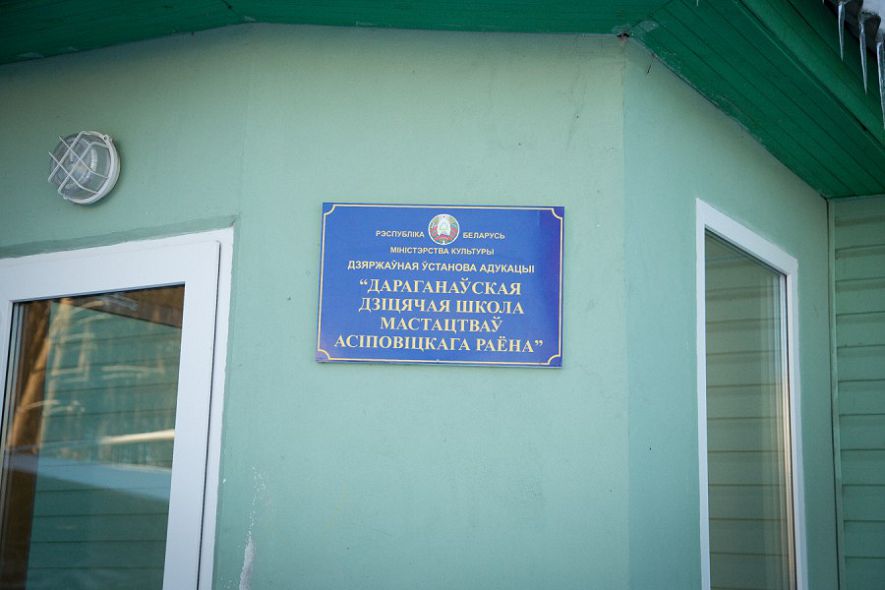 РЭСПУБЛІКА БЕЛАРУСЬ
МІНІСТЭРСТВА КУЛЬТУРЫ
ДЗЯРЖАЎНАЯ ЎСТАНОВА АДУКАЦЫІ
“ДАРАГАНАЎСКАЯ
ДЗІЦЯЧАЯ ШКОЛА
МАСТАЦТВАЎ
АСІПОВІЦКАГА РАЁНА”